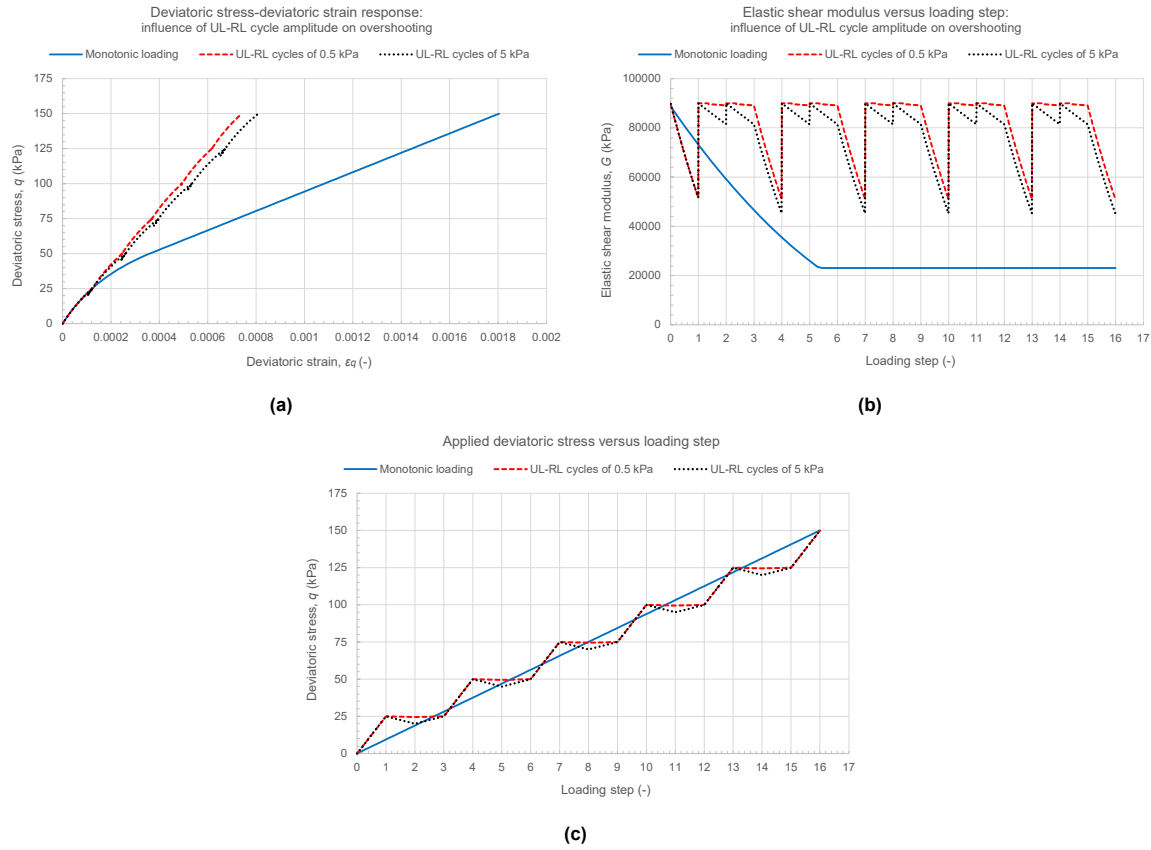 Deviatoric stress-deviatoric strain response:
influence of UL-RL cycle amplitude on overshooting
Monotonic loading UL-RL cycles of 0.5 kPa UL-RL cycles of 5 kPa
Deviatoric stress, q (kPa)
175
150
125
100
75
50
25
0
0 0.0002 0.0004 0.0006 0.0008 0.001 0.0012 0.0014 0.0016 0.0018 0.002
Deviatoric strain, εq (-)
(a)
Elastic shear modulus versus loading step:
influence of UL-RL cycle amplitude on overshooting
Monotonic loading UL-RL cycles of 0.5 kPa UL-RL cycles of 5 kPa
Elastic shear modulus, G (kPa)
100000
80000
60000
40000
20000
0
0 1 2 3 4 5 6 7 8 9 10 11 12 13 14 15 16 17
Loading step (-)
(b)
Applied deviatoric stress versus loading step
Monotonic loading UL-RL cycles of 0.5 kPa UL-RL cycles of 5 kPa
Deviatoric stress, q (kPa)
175
150
125
100
75
50
25
0
0 1 2 3 4 5 6 7 8 9 10 11 12 13 14 15 16 17
Loading step (-)
(c)